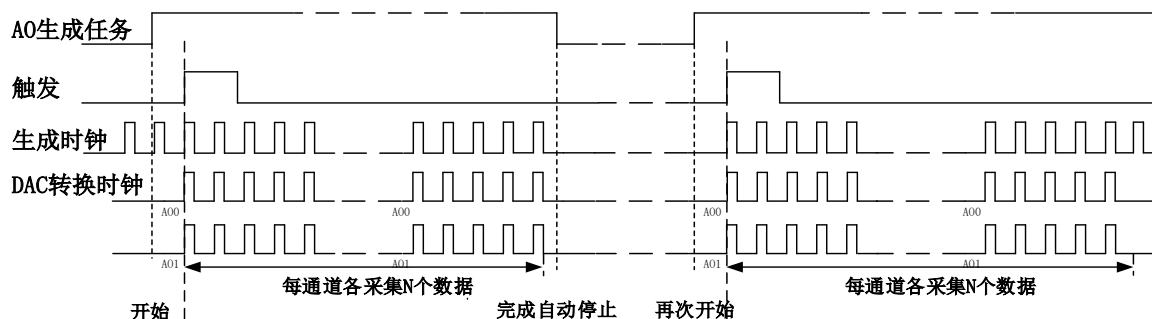 AO生成任务
触发
生成时钟
DAC转换时钟
AO0 AO0 AO0 AO0
AO1 AO1 AO1 AO1
每通道各采集N个数据 每通道各采集N个数据
开始 完成自动停止 再次开始